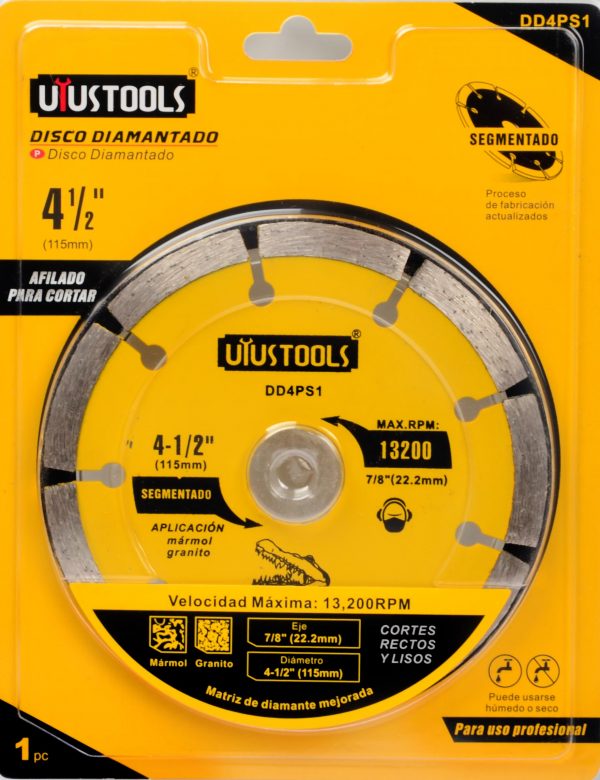 DD4PS1
UYUSTOOLS®
DISCO DIAMANTADO
P Disco Diamantado
SEGMENTADO
Proceso
de fabricación
actualizados
4 1/2"
(115mm)
AFILADO
PARA CORTAR
UYUSTOOLS®
DD4PS1
4-1/2"
(115mm)
SEGMENTADO
APLICACIÓN
mármol
granito
MAX.RPM:
13200
7/8"(22.2mm)
Velocidad Máxima: 13,200RPM
Mármol
Granito
Eje
7/8" (22.2mm)
Diámetro
4-1/2" (115mm)
CORTES
RECTOS
Y LISOS
Matriz de diamante mejorada
Puede usarse
húmedo o seco
Para uso profesional
1 pc